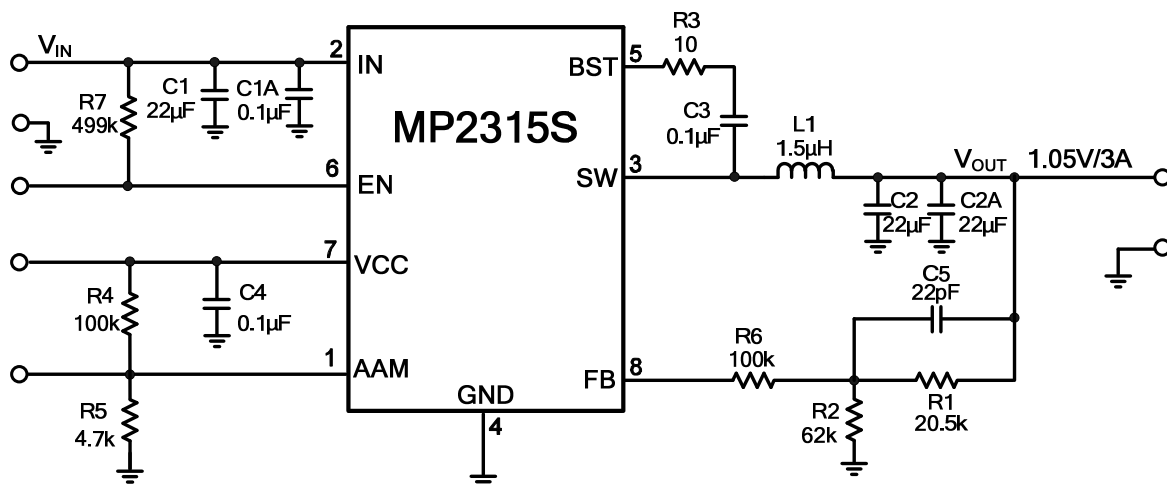 V_IN
2
IN
R7
499k
C1
22µF
C1A
0.1µF
6
EN
7
VCC
R4
100k
C4
0.1µF
1
AAM
R5
4.7k
MP2315S
GND
4
BST
5
R3
10
C3
0.1µF
SW
3
L1
1.5µH
V_OUT 1.05V/3A
C2
22µF
C2A
22µF
C5
22pF
FB
8
R6
100k
R2
62k
R1
20.5k